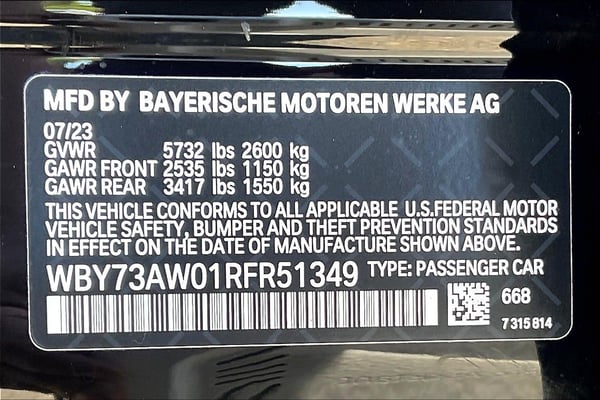 MFD BY BAYERISCHE MOTOREN WERKE AG
07/23
GVWR 5732 lbs 2600 kg
GAWR FRONT 2535 lbs 1150 kg
GAWR REAR 3417 lbs 1550 kg
THIS VEHICLE CONFORMS TO ALL APPLICABLE U.S.FEDERAL MOTOR
VEHICLE SAFETY, BUMPER AND THEFT PREVENTION STANDARDS
IN EFFECT ON THE DATE OF MANUFACTURE SHOWN ABOVE.
WBY73AW01RFR51349 TYPE: PASSENGER CAR
668
7 315 814